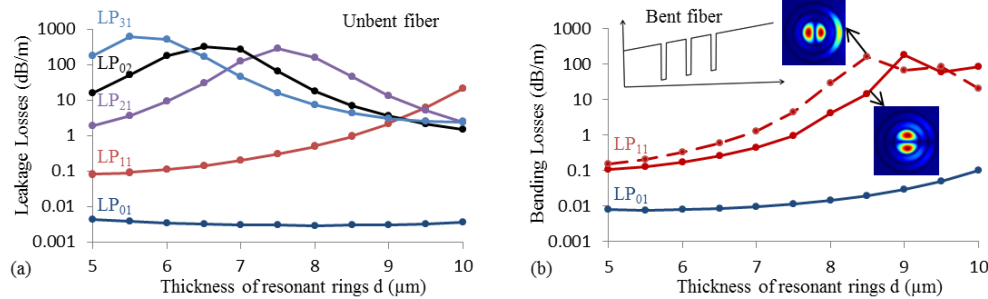 LP31
1000
100
10
1
0.1
0.01
0.001
Leakage Losses (dB/m)
LP02
LP21
LP11
LP01
Unbent fiber
5 6 7 8 9 10
(a) Thickness of resonant rings d (µm)
1000
100
10
1
0.1
0.01
0.001
Bending Losses (dB/m)
Bent fiber
LP11
LP01
5 6 7 8 9 10
(b) Thickness of resonant rings d (µm)